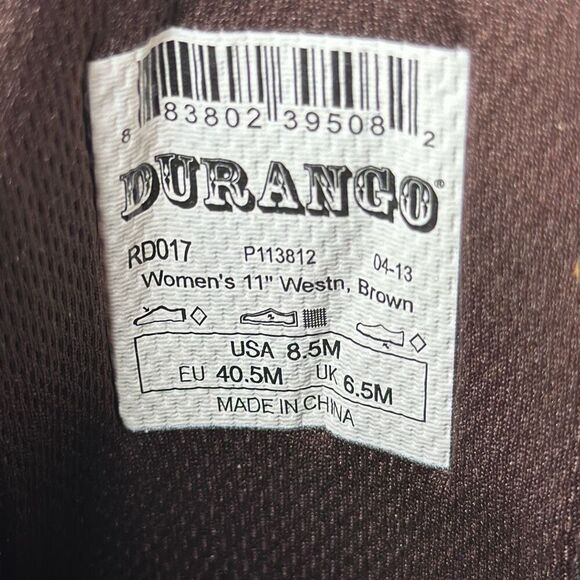 8 83802 39508 2
DURANGO®
RD017 P113812 04-13
Women's 11" Westn, Brown
USA 8.5M
EU 40.5M UK 6.5M
MADE IN CHINA